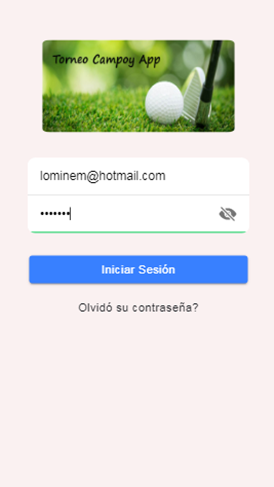 Torneo Campoy App
lominem@hotmail.com
•••••••
Iniciar Sesión
Olvidó su contraseña?